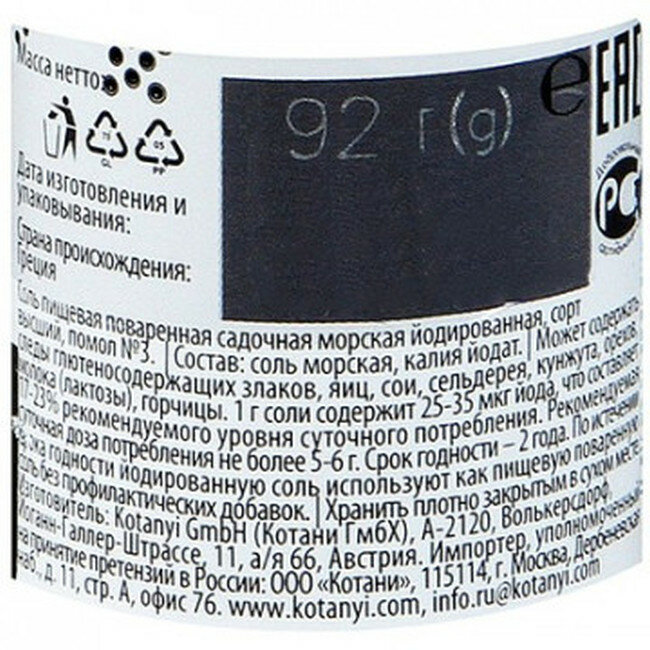 Масса нетто:
92 г(g)
e
EAC
GL
05
PP
РС
Дата изготовления и
упаковывания:
Страна происхождения:
Греция
Соль пищевая поваренная садочная морская йодированная, сорт
высший, помол №3. | Состав: соль морская, калия йодат. | Может содержать
следы глютеносодержащих злаков, яиц, сои, сельдерея, кунжута, орехов,
молока (лактозы), горчицы. 1 г соли содержит 25-35 мкг йода, что составляет
17-23% рекомендуемого уровня суточного потребления. Рекомендуемая
суточная доза потребления не более 5-6 г. Срок годности – 2 года. По истечении
срока годности йодированную соль используют как пищевую поваренную
соль без профилактических добавок. | Хранить плотно закрытым в сухом месте.
Изготовитель: Kotanyi GmbH (Котани ГмбХ), А-2120, Волькерсдорф,
Иоганн-Галлер-Штрассе, 11, а/я 66, Австрия. Импортер, уполномоченный
на принятие претензий в России: ООО «Котани», 115114, г. Москва, Дербеневская
наб., д. 11, стр. А, офис 76. www.kotanyi.com, info.ru@kotanyi.com